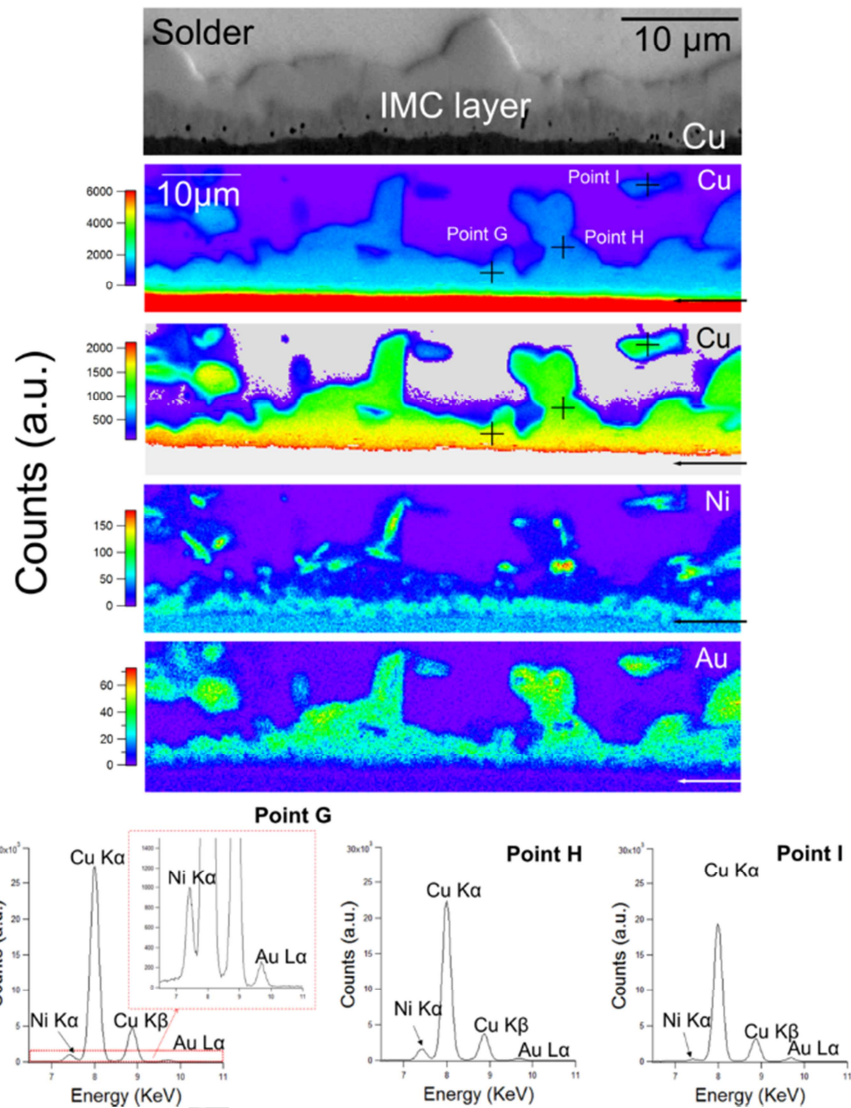 Solder
10 µm
IMC layer
Cu
10µm
Point I
Cu
Point G
Point H
6000
4000
2000
0
Cu
2000
1500
1000
500
Ni
150
100
50
0
Au
60
40
20
0
Counts (a.u.)
Point G
Cu Kα
Ni Kα
Cu Kβ
Au Lα
25
20
15
10
5
0
7 8 9 10 11
Energy (KeV)
1400
1200
1000
800
600
400
200
0
Ni Kα
Au Lα
7 8 9 10 11
Point H
30x10³
25
20
15
10
5
0
Counts (a.u.)
Cu Kα
Ni Kα
Cu Kβ
Au Lα
7 8 9 10 11
Energy (KeV)
Point I
30x10³
25
20
15
10
5
0
Counts (a.u.)
Cu Kα
Ni Kα
Cu Kβ
Au Lα
7 8 9 10 11
Energy (KeV)